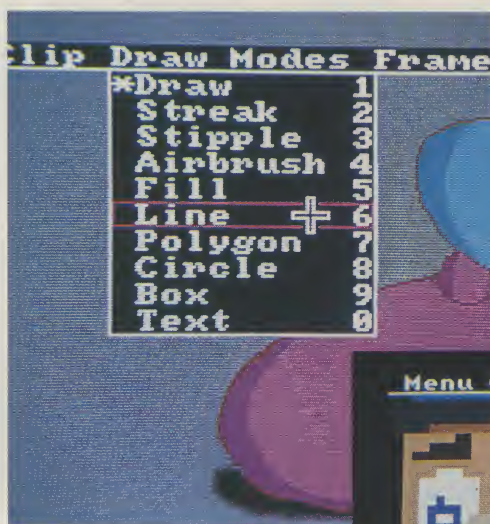 Clip Draw Modes Frame
*Draw 1
Streak 2
Stipple 3
Airbrush 4
Fill 5
Line 6
Polygon 7
Circle 8
Box 9
Text 0
Menu